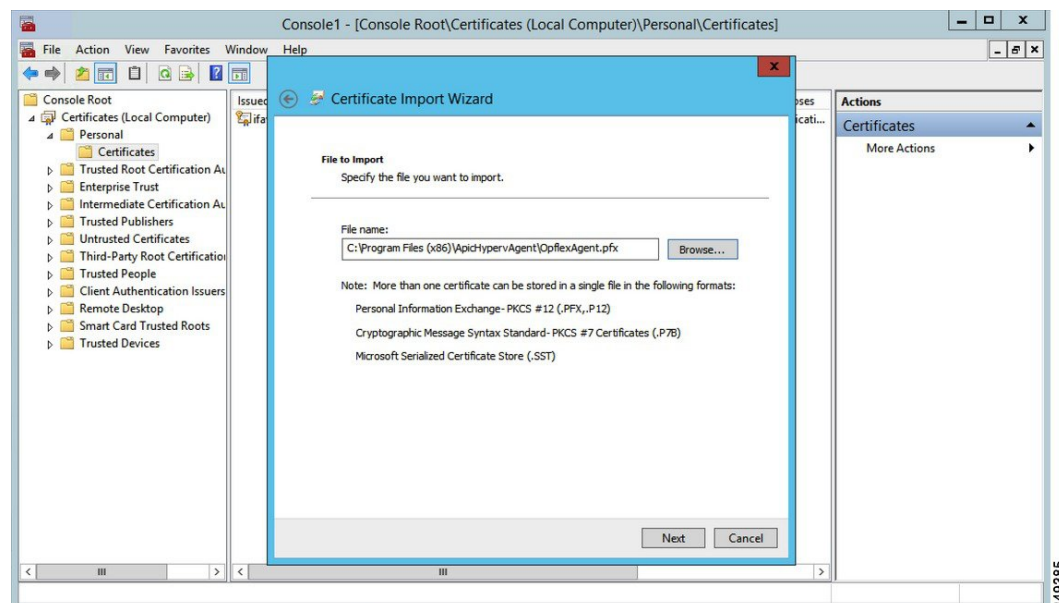 Console1 - [Console Root\Certificates (Local Computer)\Personal\Certificates]
File Action View Favorites Window Help
Console Root
Certificates (Local Computer)
Personal
Certificates
Trusted Root Certification Au
Enterprise Trust
Intermediate Certification Au
Trusted Publishers
Untrusted Certificates
Third-Party Root Certification
Trusted People
Client Authentication Issuers
Remote Desktop
Smart Card Trusted Roots
Trusted Devices
Issued
ifa
Certificate Import Wizard
File to Import
Specify the file you want to import.
File name:
C:\Program Files (x86)\ApicHypervAgent\OpflexAgent.pfx
Browse...
Note: More than one certificate can be stored in a single file in the following formats:
Personal Information Exchange- PKCS #12 (.PFX,.P12)
Cryptographic Message Syntax Standard- PKCS #7 Certificates (.P7B)
Microsoft Serialized Certificate Store (.SST)
Next Cancel
oses
icati...
Actions
Certificates
More Actions